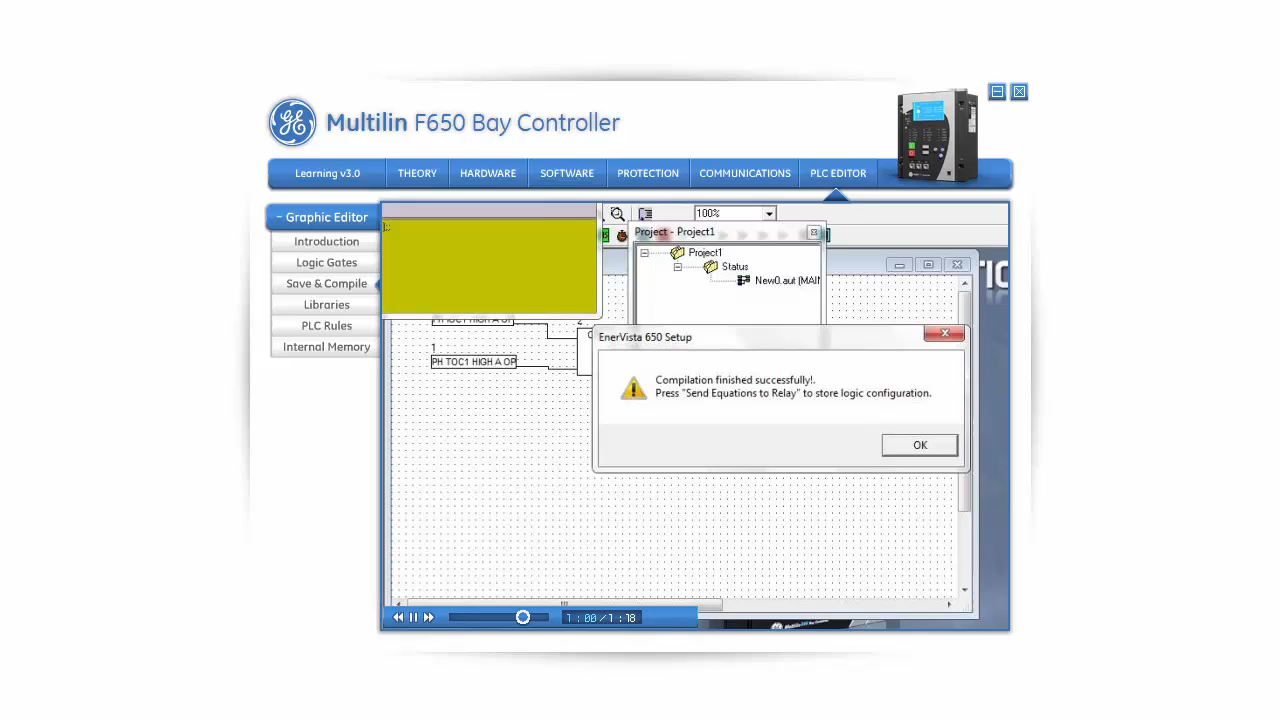 Multilin F650 Bay Controller
Learning v3.0
THEORY
HARDWARE
SOFTWARE
PROTECTION
COMMUNICATIONS
PLC EDITOR
− Graphic Editor
Introduction
Logic Gates
Save & Compile
Libraries
PLC Rules
Internal Memory
100%
Project - Project1
Project1
Status
New0.aut (MAI
1
PH TOC1 HIGH A OP
EnerVista 650 Setup
Compilation finished successfully!.
Press "Send Equations to Relay" to store logic configuration.
OK
1:00/1:18